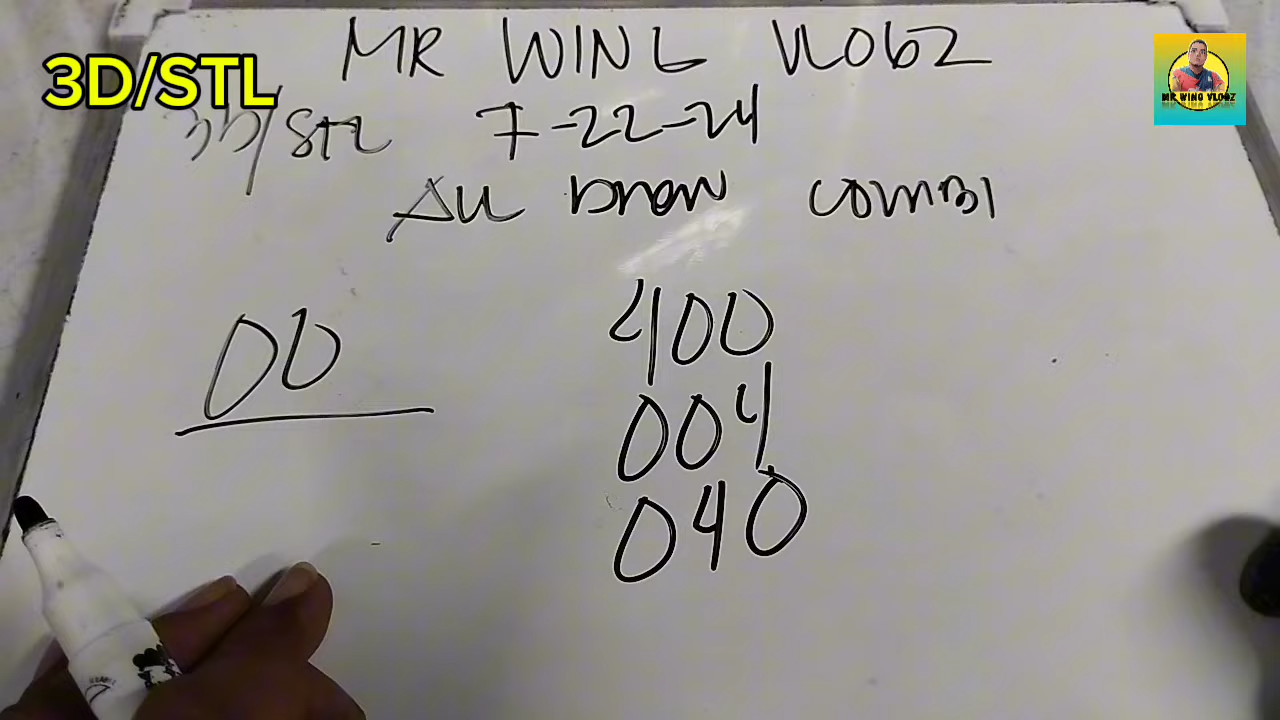 3D/STL
MR WING VLOGZ
MR WING VLOGZ
3D/STL 7-22-24
ALL DRAW COMBI
00
400
004
040